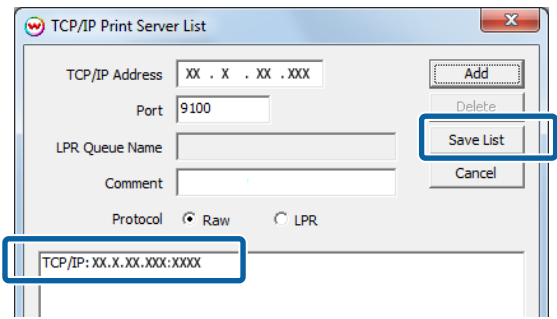 TCP/IP Print Server List
TCP/IP Address XX . X . XX . XXX Add
Port 9100 Delete
LPR Queue Name Save List
Comment Cancel
Protocol Raw LPR
TCP/IP: XX.X.XX.XXX:XXXX